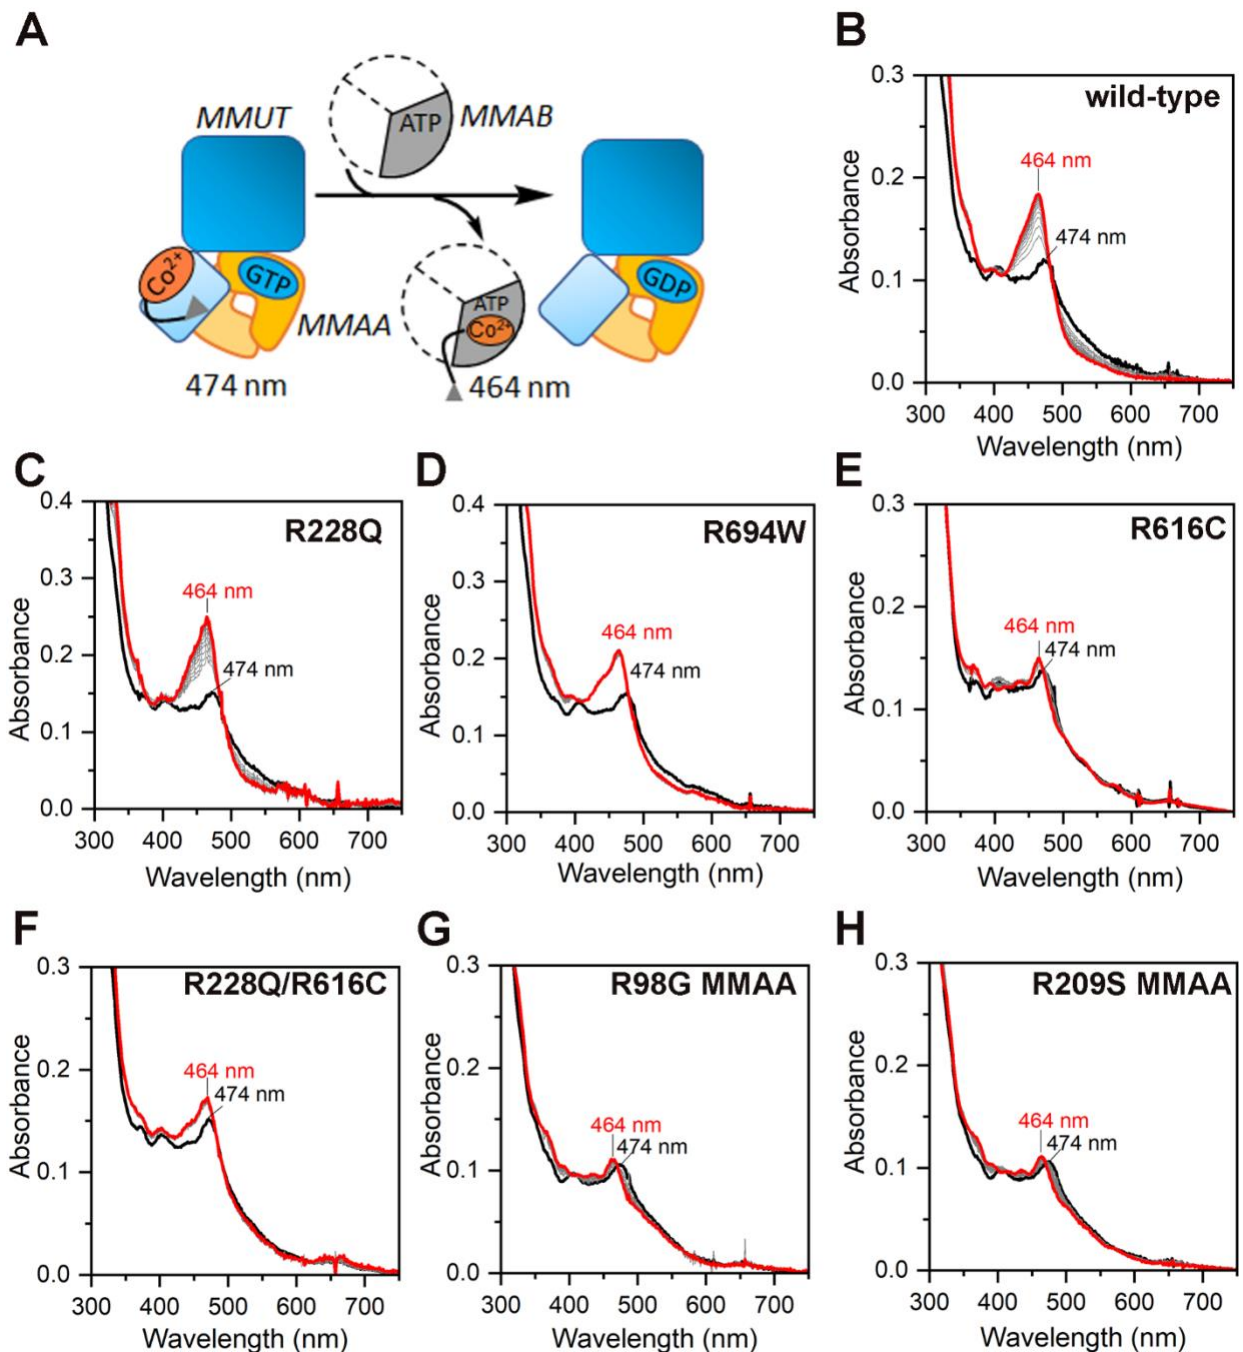 A
MMUT
ATP
MMAB
Co2+
GTP
MMAA
ATP
Co2+
GDP
474 nm
464 nm
B
wild-type
464 nm
474 nm
0.3
0.2
0.1
0.0
Absorbance
300 400 500 600 700
Wavelength (nm)
C
R228Q
464 nm
474 nm
0.4
0.3
0.2
0.1
0.0
Absorbance
300 400 500 600 700
Wavelength (nm)
D
R694W
464 nm
474 nm
0.4
0.3
0.2
0.1
0.0
Absorbance
300 400 500 600 700
Wavelength (nm)
E
R616C
464 nm
474 nm
0.3
0.2
0.1
0.0
Absorbance
300 400 500 600 700
Wavelength (nm)
F
R228Q/R616C
464 nm
474 nm
0.3
0.2
0.1
0.0
Absorbance
300 400 500 600 700
Wavelength (nm)
G
R98G MMAA
464 nm
474 nm
0.3
0.2
0.1
0.0
Absorbance
300 400 500 600 700
Wavelength (nm)
H
R209S MMAA
464 nm
474 nm
0.3
0.2
0.1
0.0
Absorbance
300 400 500 600 700
Wavelength (nm)